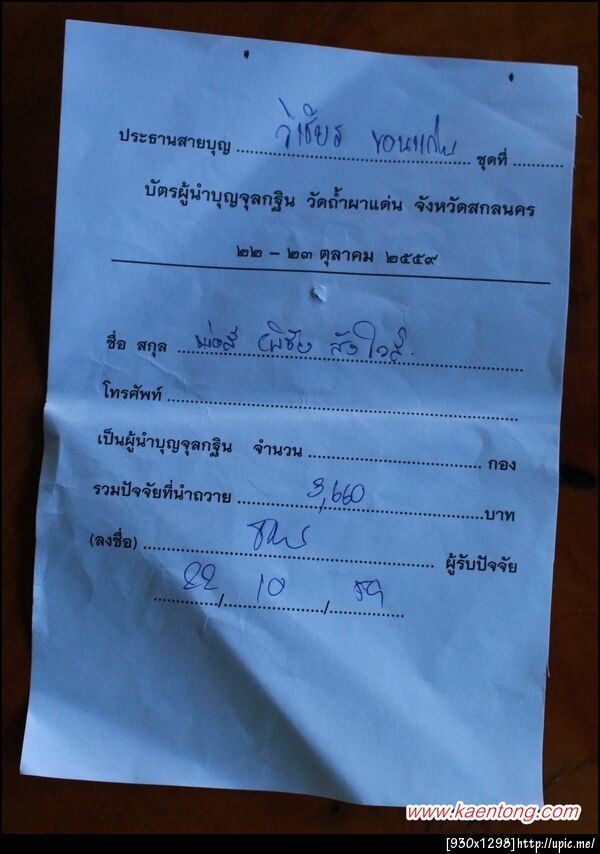 ประธานสายบุญ วิเชียร ขอนแก่น ชุดที่
บัตรผู้นำบุญจุลกฐิน วัดถ้ำผาแด่น จังหวัดสกลนคร
๒๒ - ๒๓ ตุลาคม ๒๕๕๙
ชื่อ สกุล
โทรศัพท์
เป็นผู้นำบุญจุลกฐิน จำนวน กอง
รวมปัจจัยที่นำถวาย 3,660 บาท
(ลงชื่อ) ผู้รับปัจจัย
22 / 10 / 59
www.kaentong.com
[930x1298]http://upic.me/